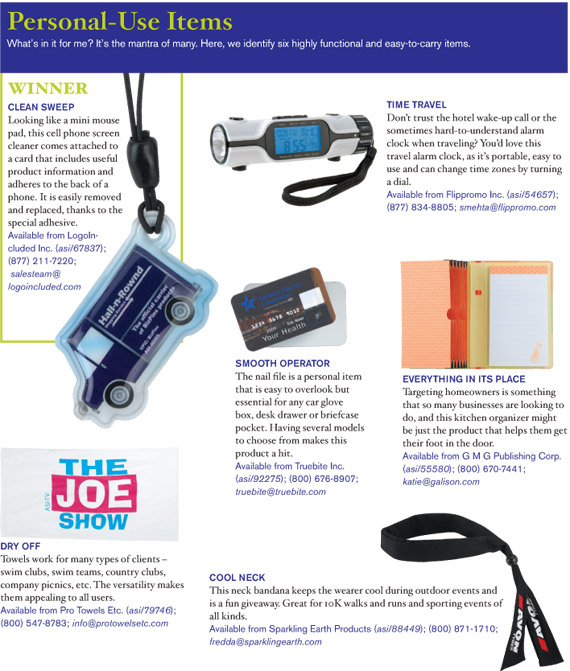 Personal-Use Items
What's in it for me? It's the mantra of many. Here, we identify six highly functional and easy-to-carry items.
WINNER
CLEAN SWEEP
Looking like a mini mouse
pad, this cell phone screen
cleaner comes attached to
a card that includes useful
product information and
adheres to the back of a
phone. It is easily removed
and replaced, thanks to the
special adhesive.
Available from LogoIn-
cluded Inc. (asi/67837);
(877) 211-7220;
salesteam@
logoincluded.com
Hall-n-Rownd
The official carrier
of BizFlen products
8:55
TIME TRAVEL
Don't trust the hotel wake-up call or the
sometimes hard-to-understand alarm
clock when traveling? You'd love this
travel alarm clock, as it's portable, easy to
use and can change time zones by turning
a dial.
Available from Flippromo Inc. (asi/54657);
(877) 834-8805; smehta@flippromo.com
Your Health
SMOOTH OPERATOR
The nail file is a personal item
that is easy to overlook but
essential for any car glove
box, desk drawer or briefcase
pocket. Having several models
to choose from makes this
product a hit.
Available from Truebite Inc.
(asi/92275); (800) 676-8907;
truebite@truebite.com
EVERYTHING IN ITS PLACE
Targeting homeowners is something
that so many businesses are looking to
do, and this kitchen organizer might
be just the product that helps them get
their foot in the door.
Available from G M G Publishing Corp.
(asi/55580); (800) 670-7441;
katie@galison.com
THE
ASITV
JOE
SHOW
DRY OFF
Towels work for many types of clients –
swim clubs, swim teams, country clubs,
company picnics, etc. The versatility makes
them appealing to all users.
Available from Pro Towels Etc. (asi/79746);
(800) 547-8783; info@protowelsetc.com
COOL NECK
This neck bandana keeps the wearer cool during outdoor events and
is a fun giveaway. Great for 10K walks and runs and sporting events of
all kinds.
Available from Sparkling Earth Products (asi/88449); (800) 871-1710;
fredda@sparklingearth.com
AVON
AVON